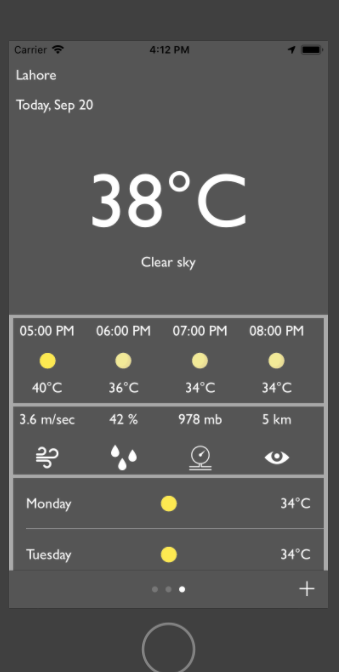 Carrier 4:12 PM
Lahore
Today, Sep 20
38°C
Clear sky
05:00 PM 06:00 PM 07:00 PM 08:00 PM
40°C 36°C 34°C 34°C
3.6 m/sec 42 % 978 mb 5 km
Monday 34°C
Tuesday 34°C